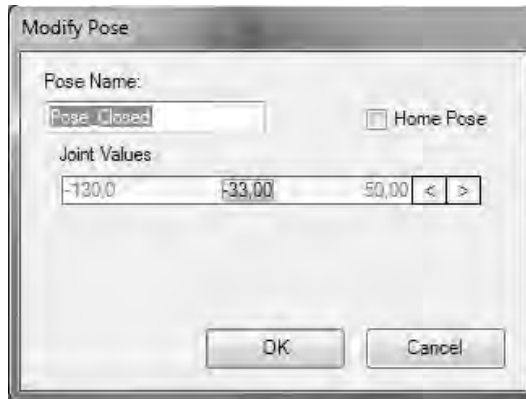 Modify Pose
Pose Name:
Pose_Closed
Home Pose
Joint Values
-130,0 -33,00 50,00 < >
OK Cancel